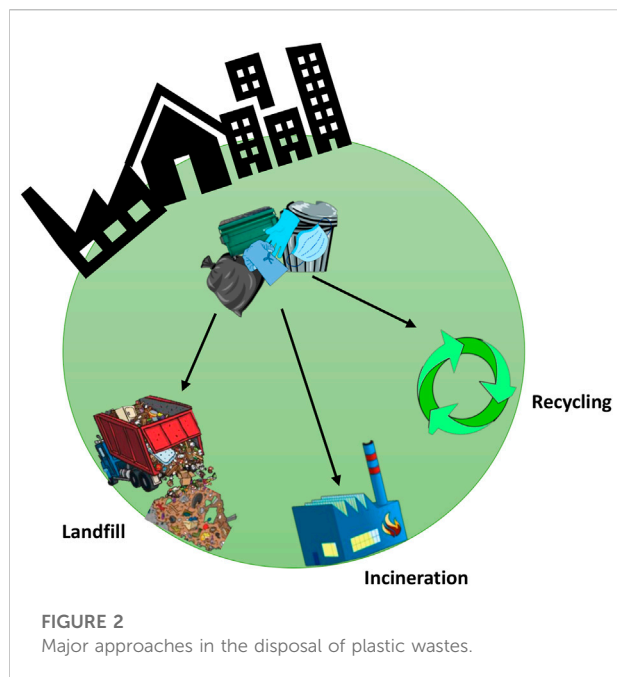 Recycling
Landfill
Incineration
FIGURE 2
Major approaches in the disposal of plastic wastes.